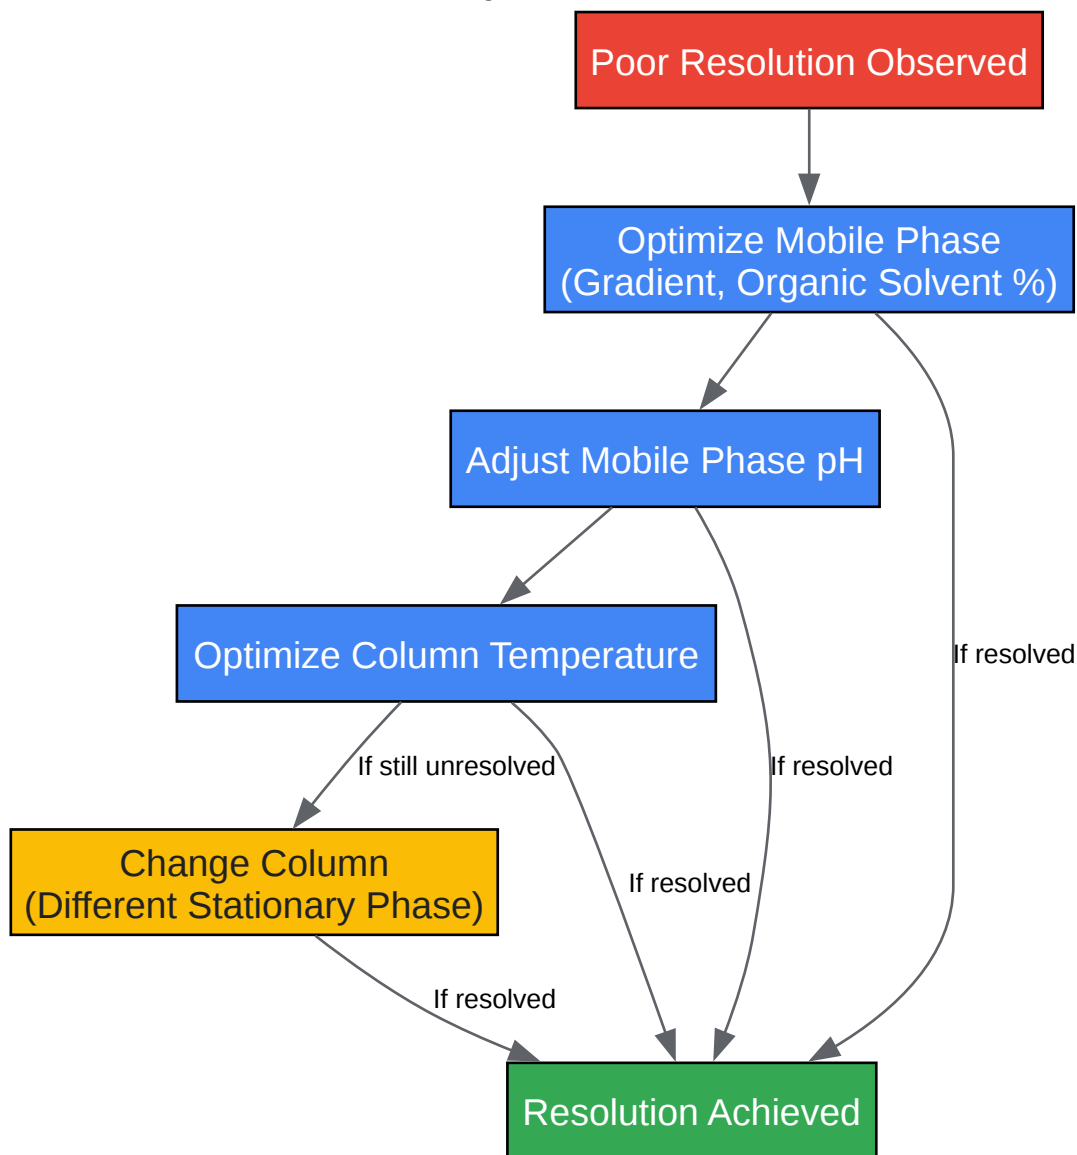 Poor Resolution Observed
Optimize Mobile Phase
(Gradient, Organic Solvent %)
Adjust Mobile Phase pH
If resolved
Optimize Column Temperature
If still unresolved
If resolved
Change Column
(Different Stationary Phase)
If resolved
If resolved
Resolution Achieved